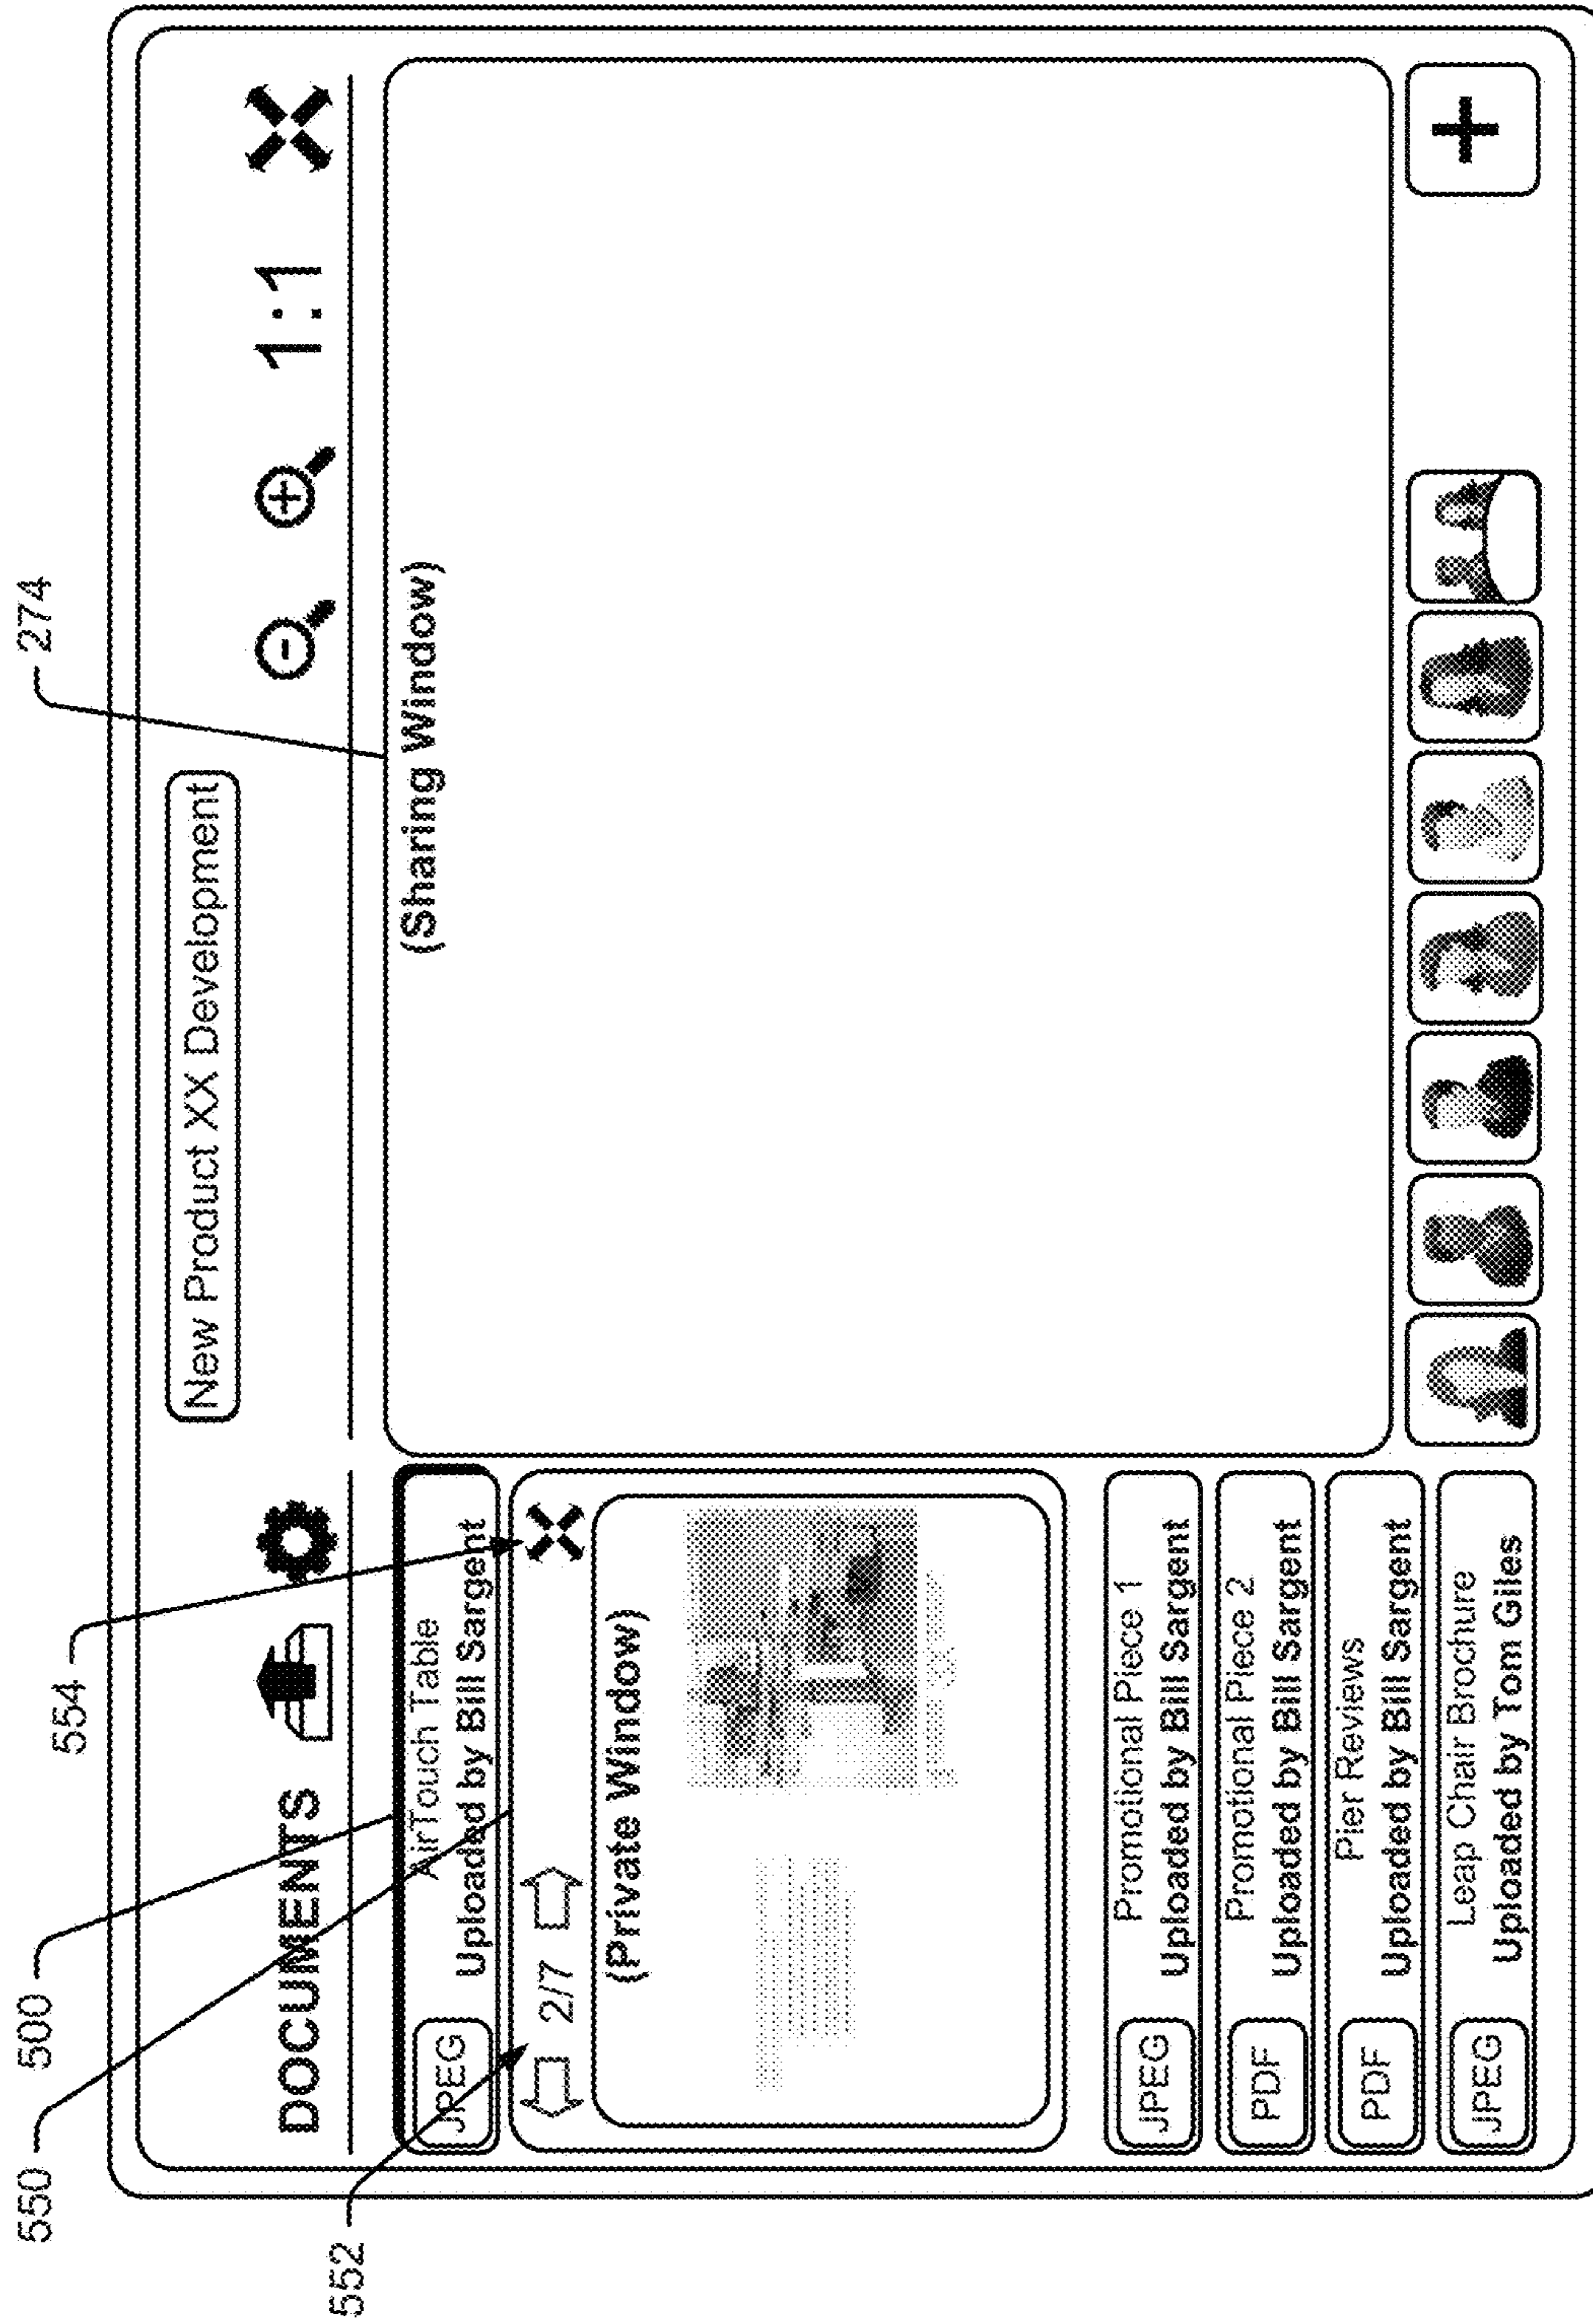 550
500
554
274
552
New Product XX Development
DOCUMENTS
1:1
JPEG
AirTouch Table
Uploaded by Bill Sargent
2/7
(Private Window)
JPEG
Promotional Piece 1
Uploaded by Bill Sargent
PDF
Promotional Piece 2
Uploaded by Bill Sargent
PDF
Pier Reviews
Uploaded by Bill Sargent
JPEG
Leap Chair Brochure
Uploaded by Tom Giles
(Sharing Window)